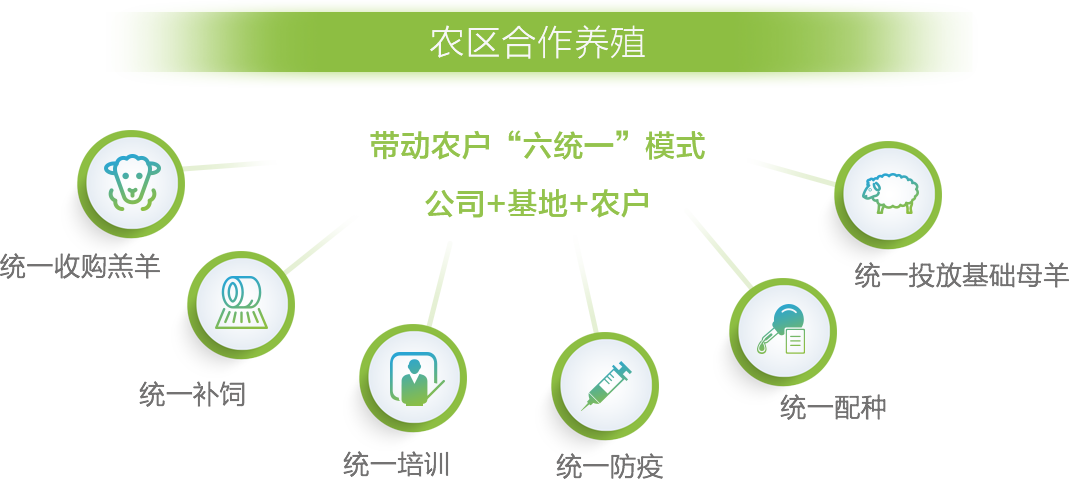 农区合作养殖
带动农户“六统一”模式
公司+基地+农户
统一收购羔羊
统一补饲
统一培训
统一防疫
统一配种
统一投放基础母羊